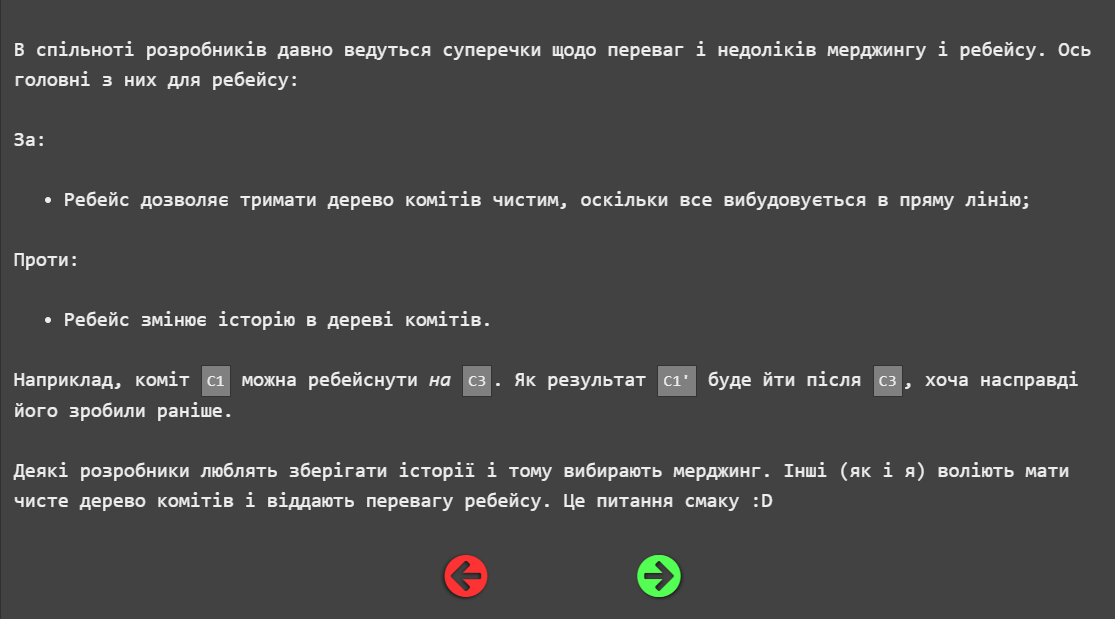 В спільноті розробників давно ведуться суперечки щодо переваг і недоліків мерджингу і ребейсу. Ось
головні з них для ребейсу:
За:
• Ребейс дозволяє тримати дерево комітів чистим, оскільки все вибудовується в пряму лінію;
Проти:
• Ребейс змінює історію в дереві комітів.
Наприклад, коміт C1 можна ребейснути на C3. Як результат C1' буде йти після C3, хоча насправді
його зробили раніше.
Деякі розробники люблять зберігати історії і тому вибирають мерджинг. Інші (як і я) воліють мати
чисте дерево комітів і віддають перевагу ребейсу. Це питання смаку :D